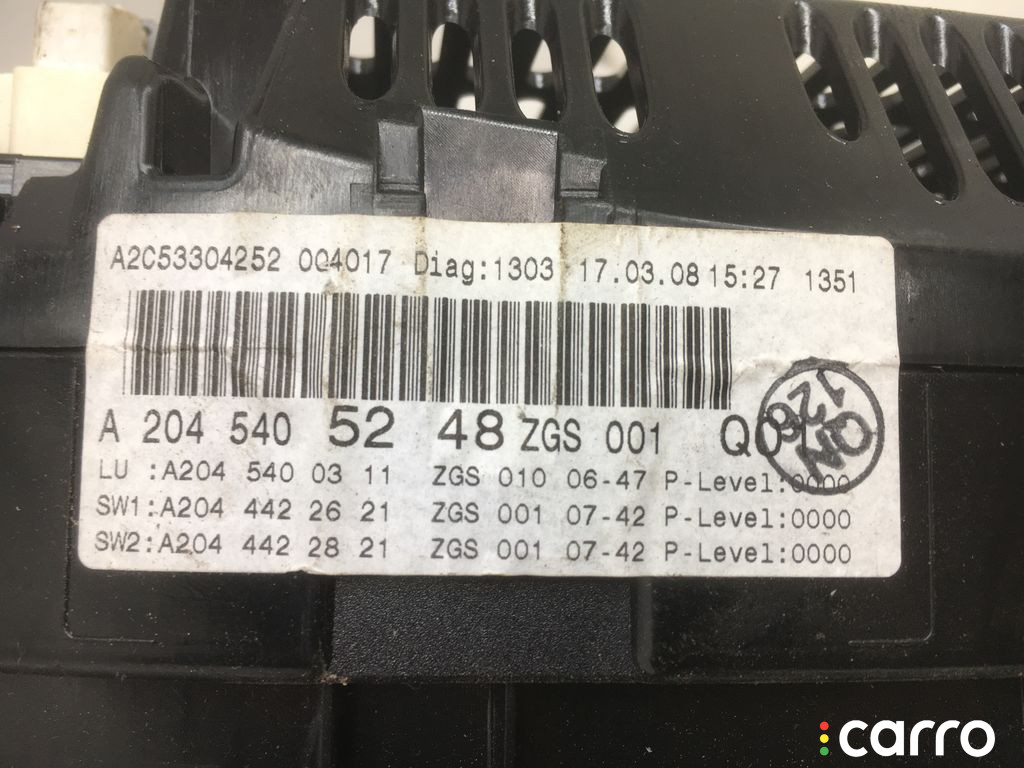 A2C53304252 004017 Diag:1303 17.03.08 15:27 1351
A 204 540 52 48 ZGS 001 Q01
LU :A204 540 03 11 ZGS 010 06-47 P-Level:0000
SW1:A204 442 26 21 ZGS 001 07-42 P-Level:0000
SW2:A204 442 28 21 ZGS 001 07-42 P-Level:0000
carro